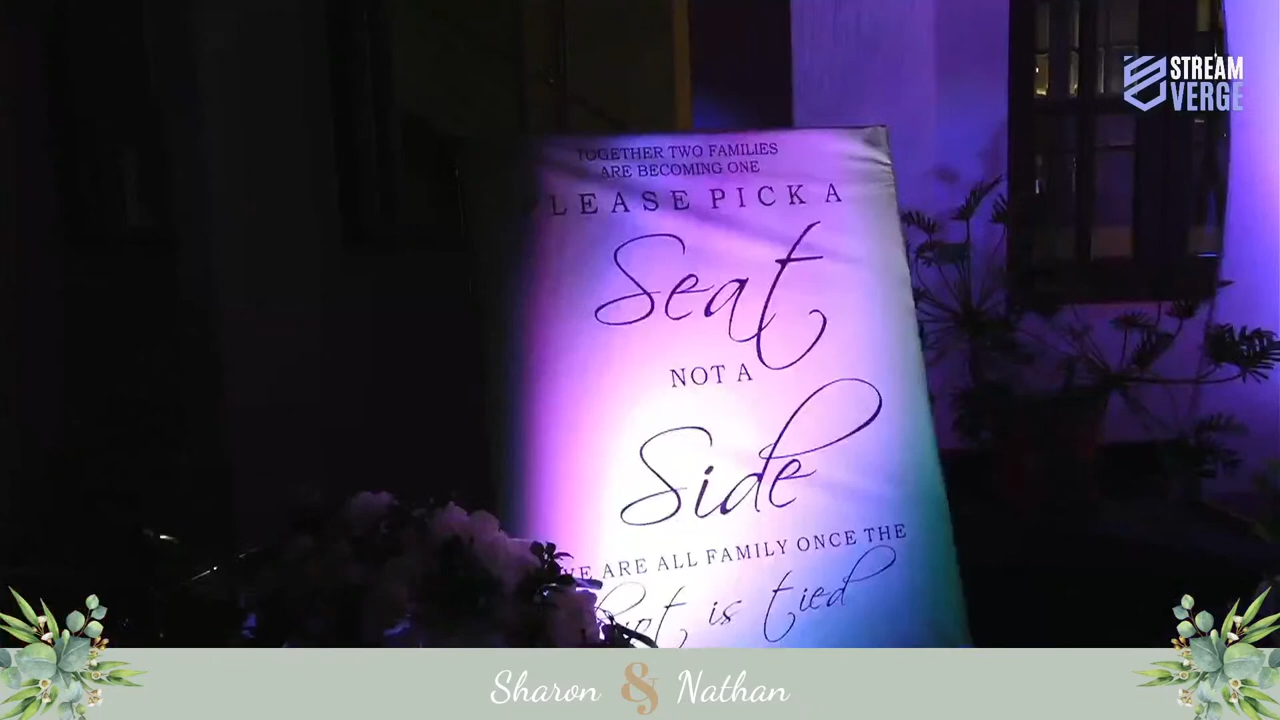 STREAM
VERGE
TOGETHER TWO FAMILIES
ARE BECOMING ONE
PLEASE PICK A
Seat
NOT A
Side
WE ARE ALL FAMILY ONCE THE
knot is tied
Sharon & Nathan